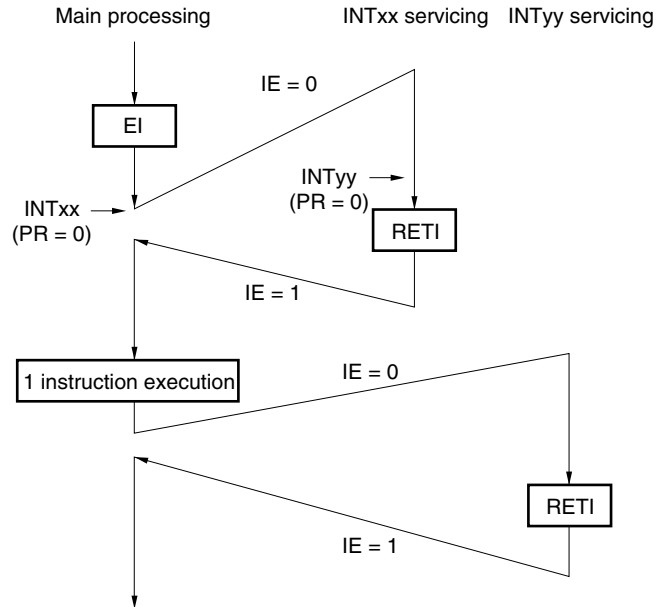 Main processing
INTxx servicing
INTyy servicing
IE = 0
EI
INTyy
(PR = 0)
INTxx
(PR = 0)
RETI
IE = 1
1 instruction execution
IE = 0
RETI
IE = 1